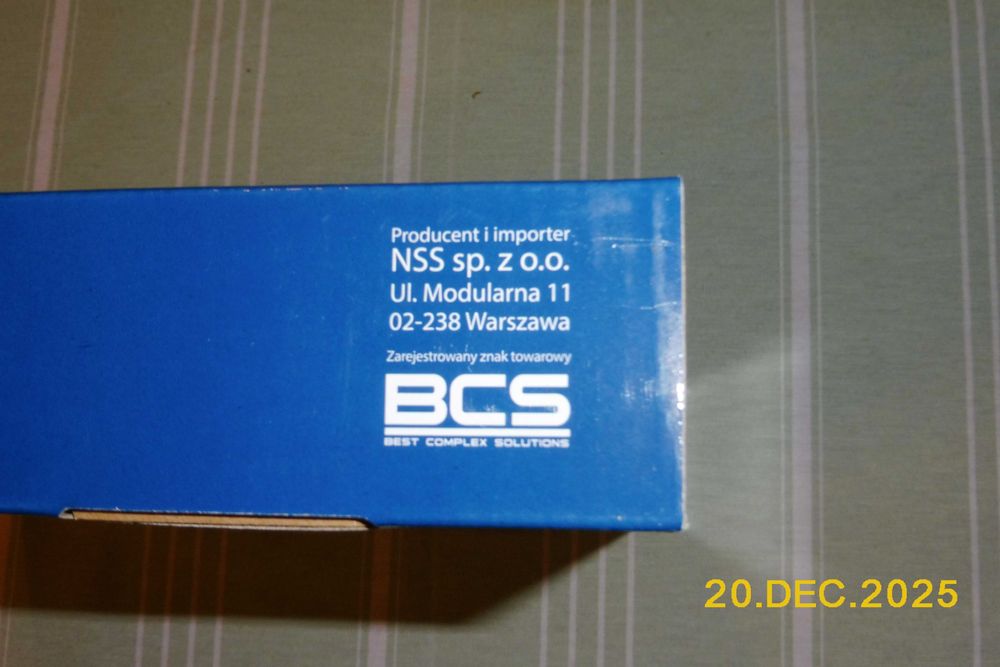 Producent i importer
NSS sp. z o.o.
Ul. Modularna 11
02-238 Warszawa
Zarejestrowany znak towarowy
BCS
BEST COMPLEX SOLUTIONS
20.DEC.2025